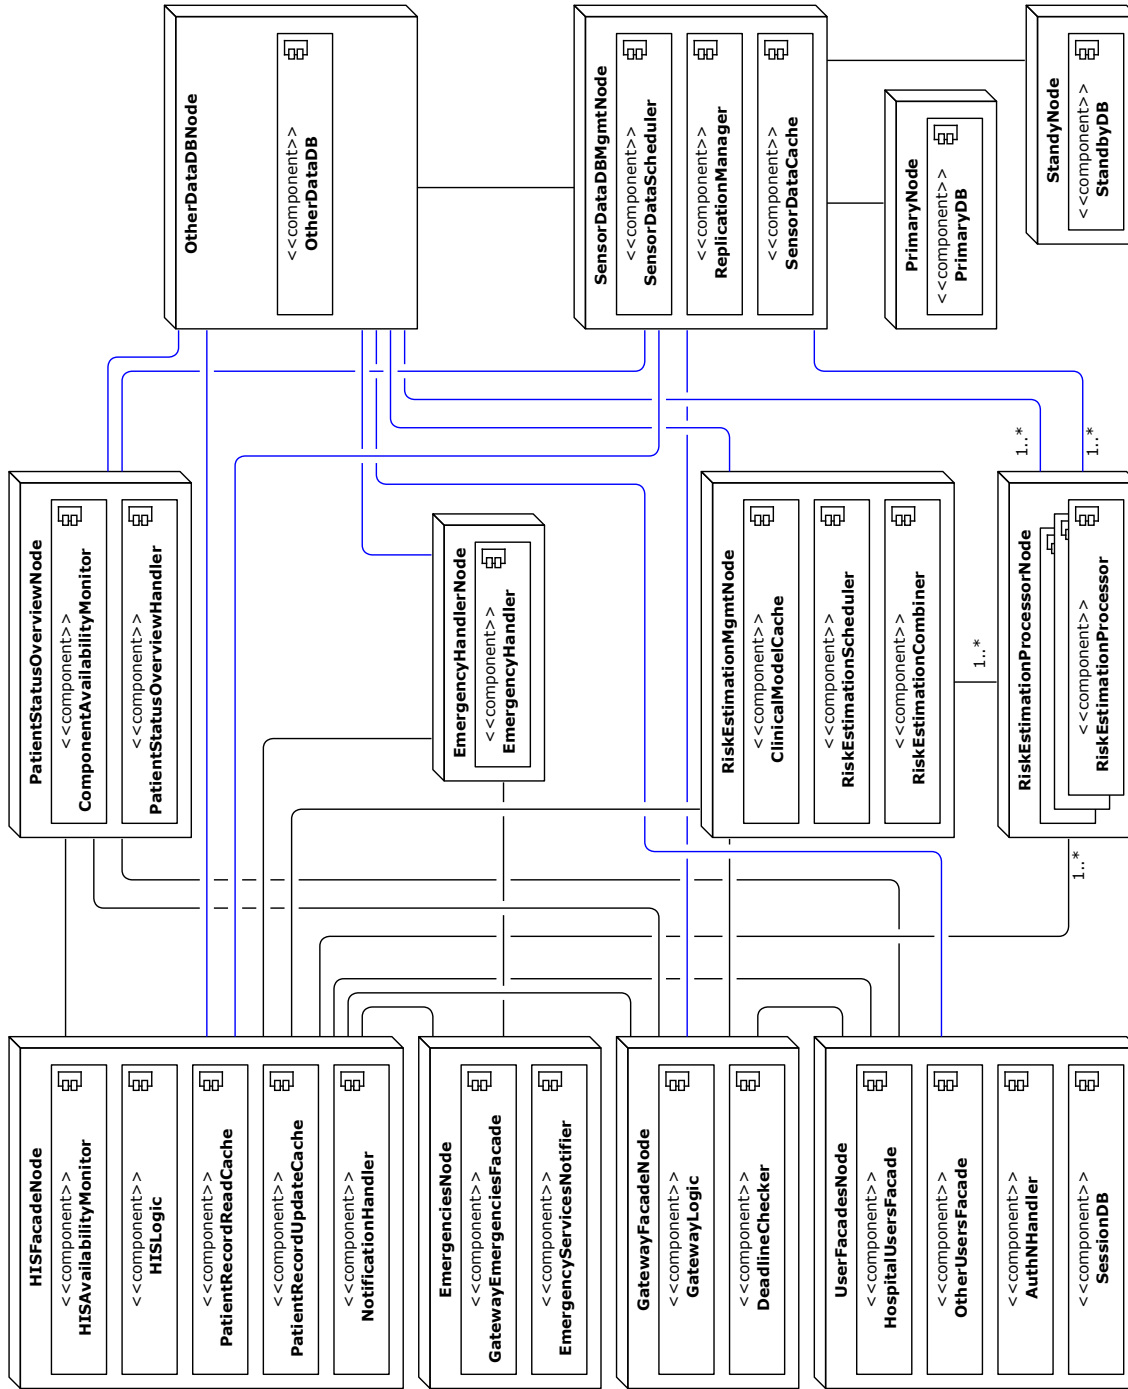 HISFacadeNode
<<component>>
HISAvailabilityMonitor
<<component>>
HISLogic
<<component>>
PatientRecordReadCache
<<component>>
PatientRecordUpdateCache
<<component>>
NotificationHandler
EmergenciesNode
<<component>>
GatewayEmergenciesFacade
<<component>>
EmergencyServicesNotifier
GatewayFacadeNode
<<component>>
GatewayLogic
<<component>>
DeadlineChecker
UserFacadesNode
<<component>>
HospitalUsersFacade
<<component>>
OtherUsersFacade
<<component>>
AuthNHandler
<<component>>
SessionDB
PatientStatusOverviewNode
<<component>>
ComponentAvailabilityMonitor
<<component>>
PatientStatusOverviewHandler
EmergencyHandlerNode
<<component>>
EmergencyHandler
RiskEstimationMgmtNode
<<component>>
ClinicalModelCache
<<component>>
RiskEstimationScheduler
<<component>>
RiskEstimationCombiner
1..*
RiskEstimationProcessorNode
<<component>>
RiskEstimationProcessor
1..*
1..*
1..*
OtherDataDBNode
<<component>>
OtherDataDB
SensorDataDBMgmtNode
<<component>>
SensorDataScheduler
<<component>>
ReplicationManager
<<component>>
SensorDataCache
PrimaryNode
<<component>>
PrimaryDB
StandyNode
<<component>>
StandbyDB